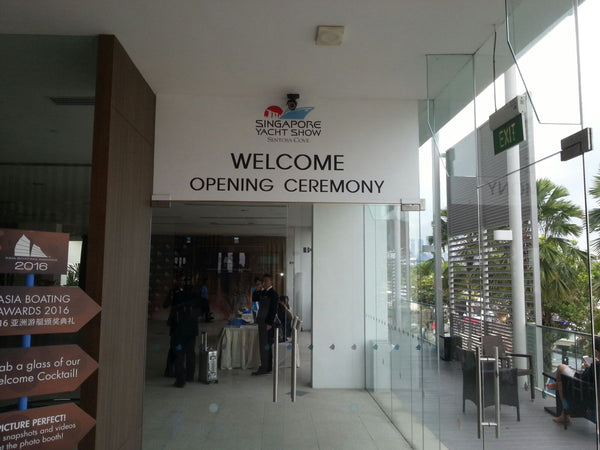 SINGAPORE
YACHT SHOW
SENTOSA COVE
WELCOME
OPENING CEREMONY
EXIT
2016
ASIA BOATING
AWARDS 2016
16 亚洲游艇颁奖典礼
ab a glass of our
elcome Cocktail!
PICTURE PERFECT!
snapshots and videos
at the photo booth!